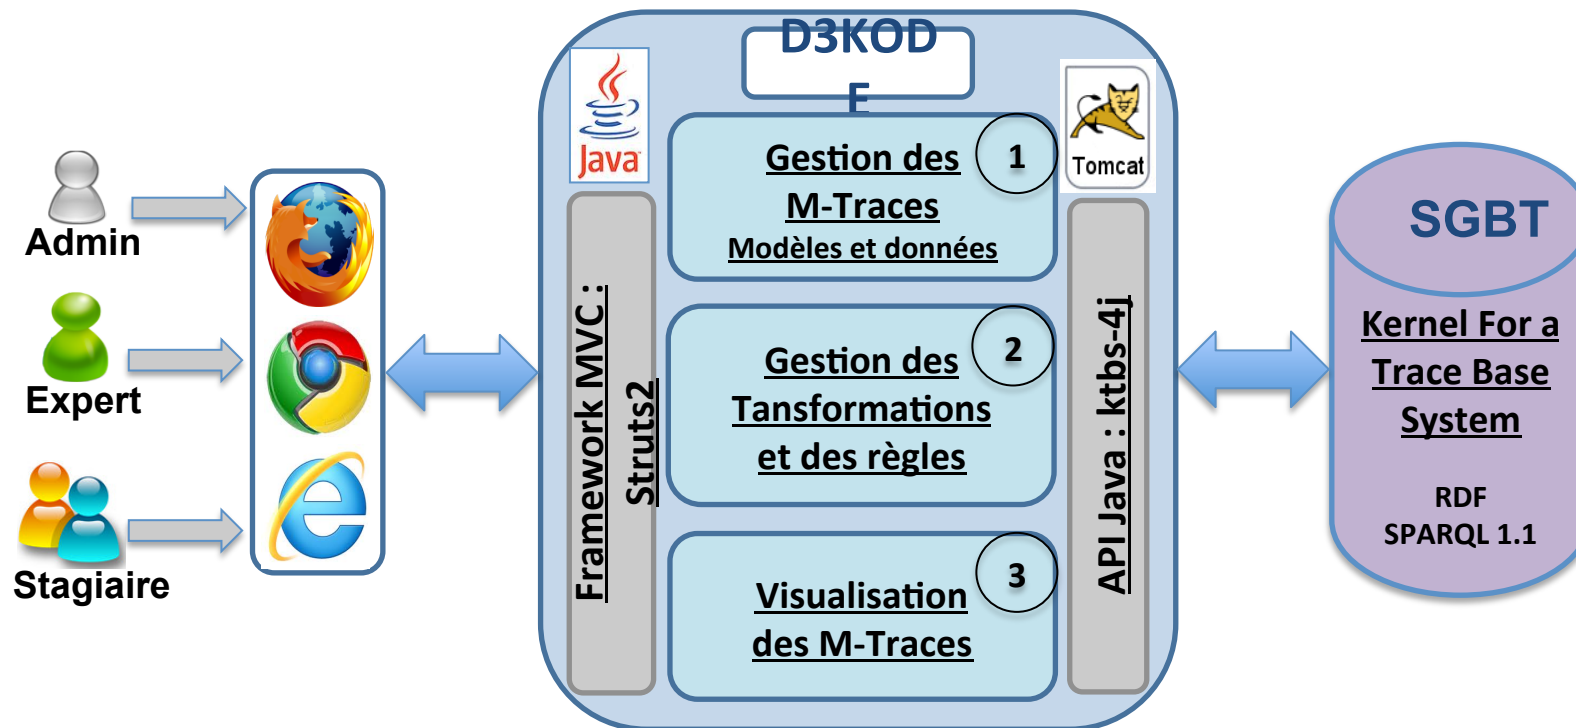 D3KOD
E
Java
Tomcat
Admin
Expert
Stagiaire
Framework MVC :
Struts2
Gestion des
M-Traces
Modèles et données
1
Gestion des
Tansformations
et des règles
2
Visualisation
des M-Traces
3
API Java : ktbs-4j
SGBT
Kernel For a
Trace Base
System
RDF
SPARQL 1.1